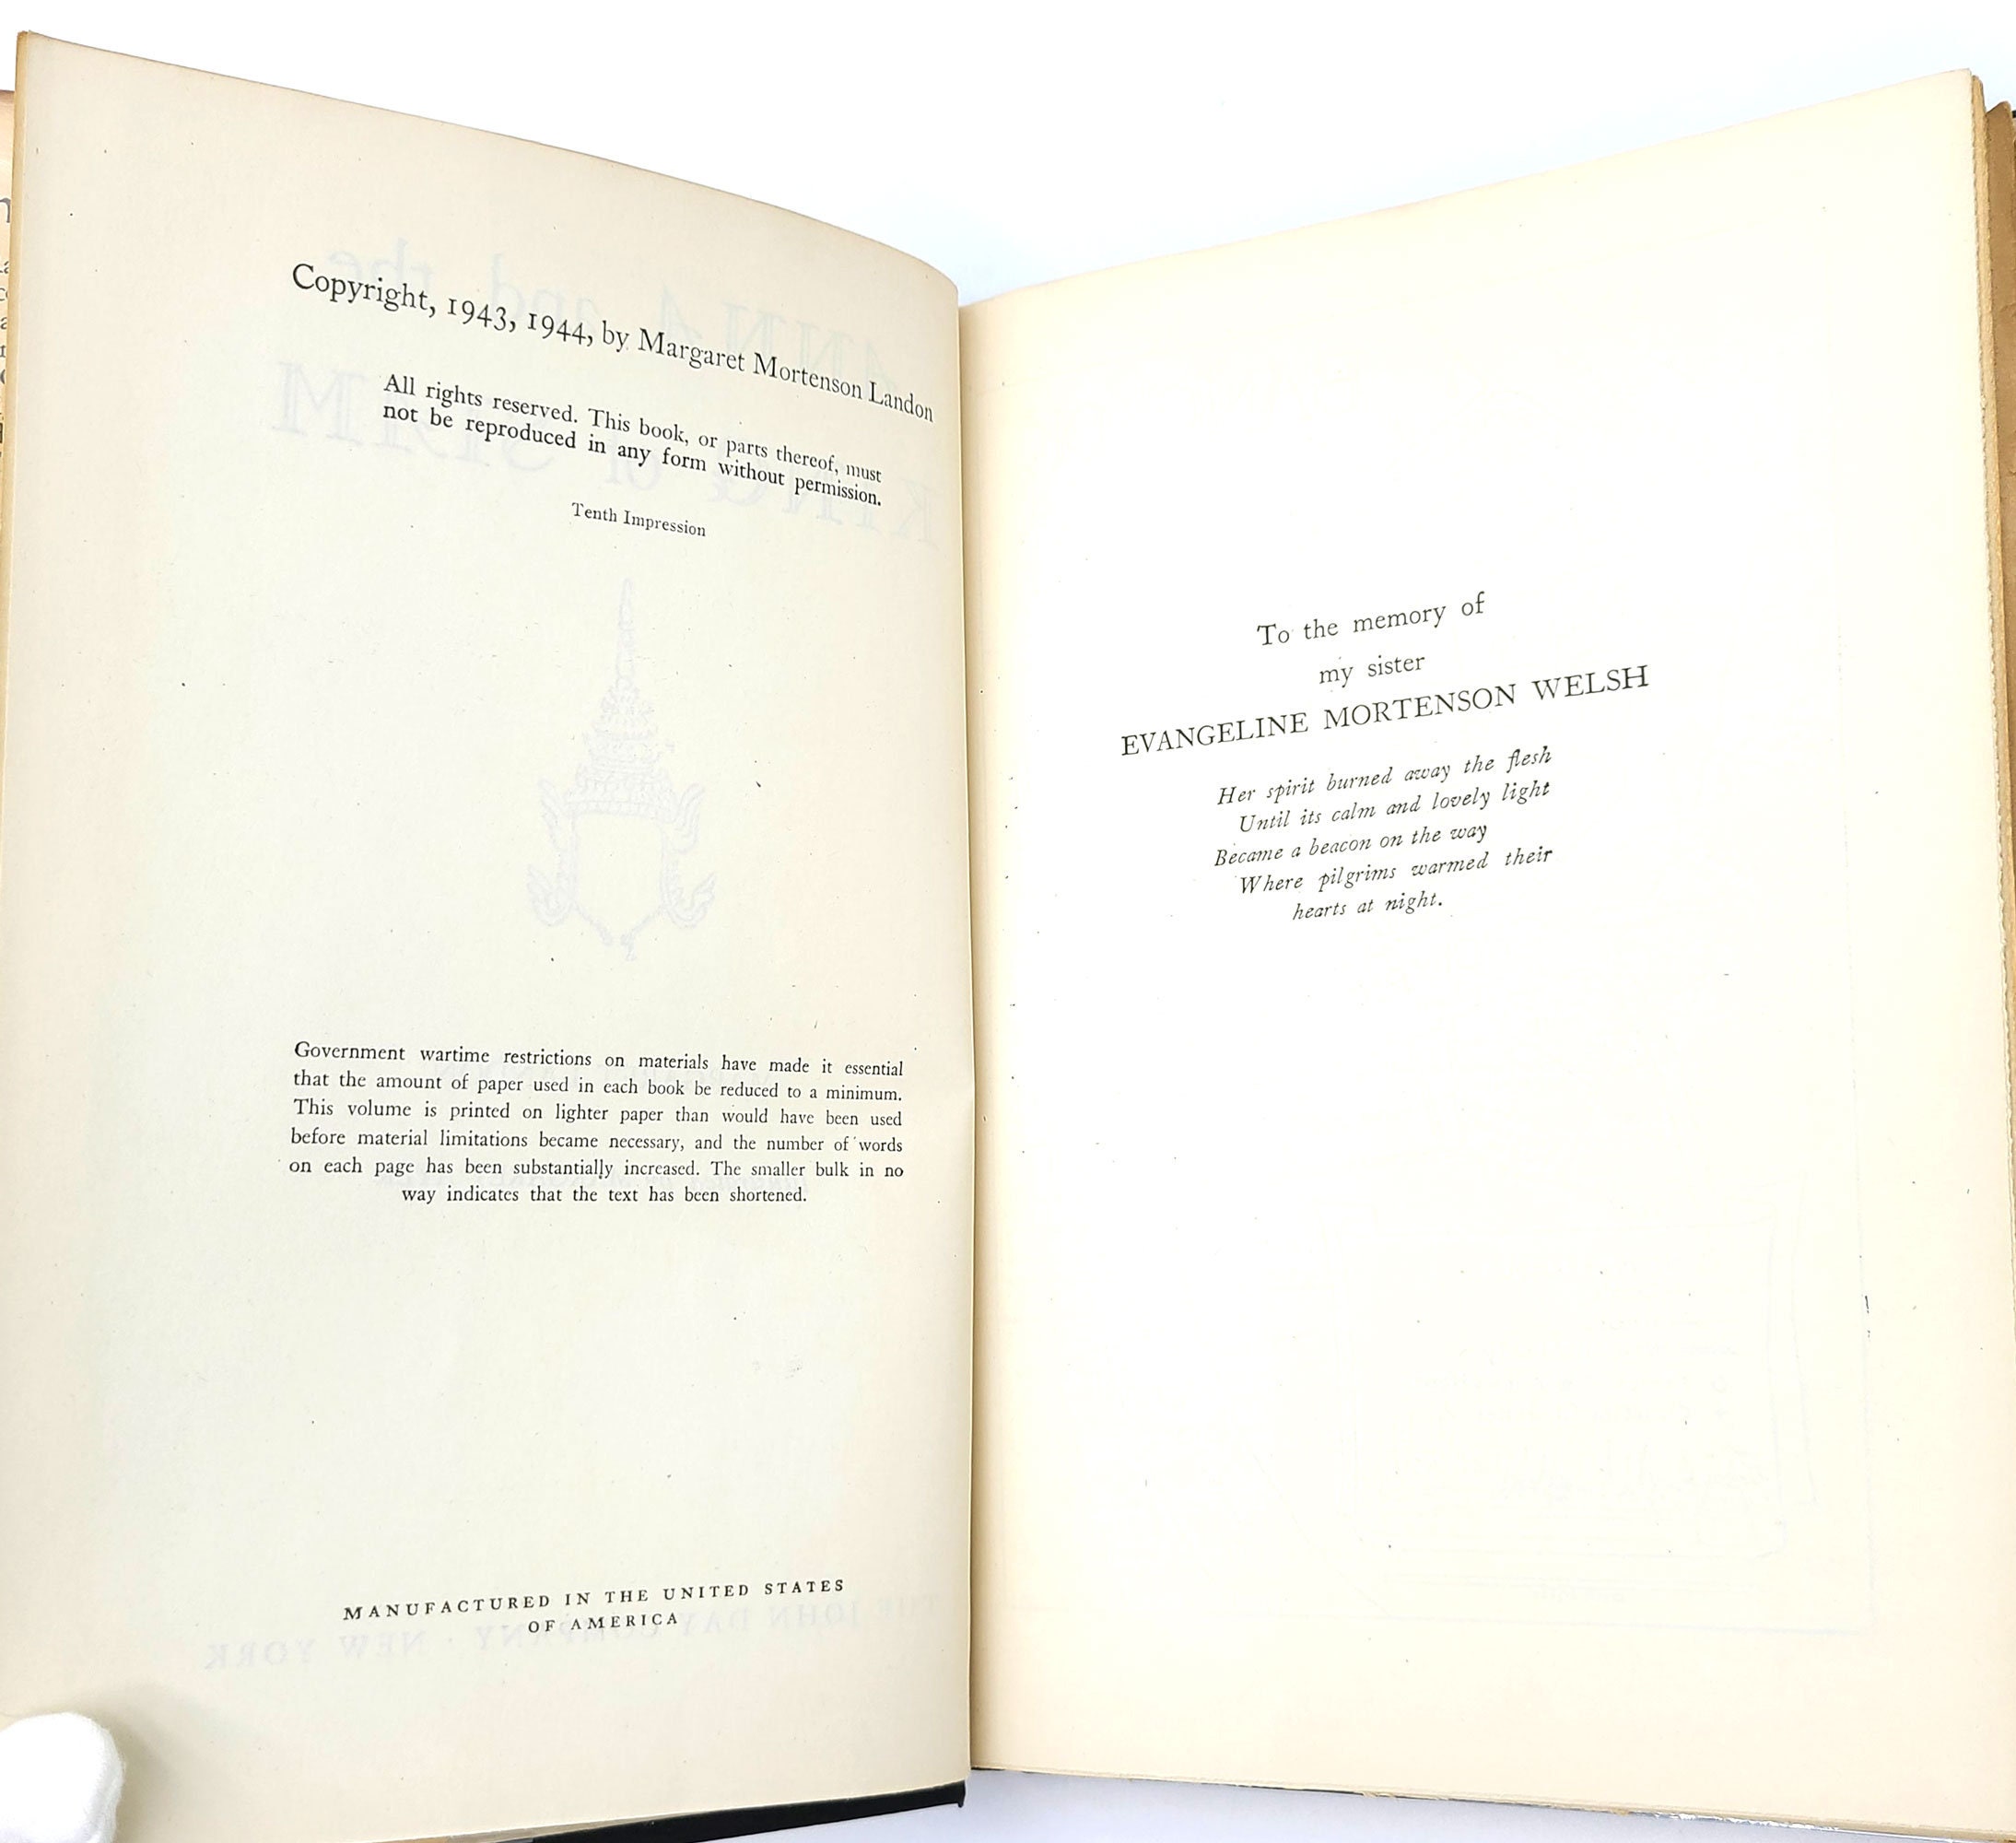 Copyright, 1943, 1944, by Margaret Mortenson Landon
All rights reserved. This book, or parts thereof, must
not be reproduced in any form without permission.
Tenth Impression
Government wartime restrictions on materials have made it essential
that the amount of paper used in each book be reduced to a minimum.
This volume is printed on lighter paper than would have been used
before material limitations became necessary, and the number of words
on each page has been substantially increased. The smaller bulk in no
way indicates that the text has been shortened.
MANUFACTURED IN THE UNITED STATES
OF AMERICA
To the memory of
my sister
EVANGELINE MORTENSON WELSH
Her spirit burned away the flesh
Until its calm and lovely light
Became a beacon on the way
Where pilgrims warmed their
hearts at night.